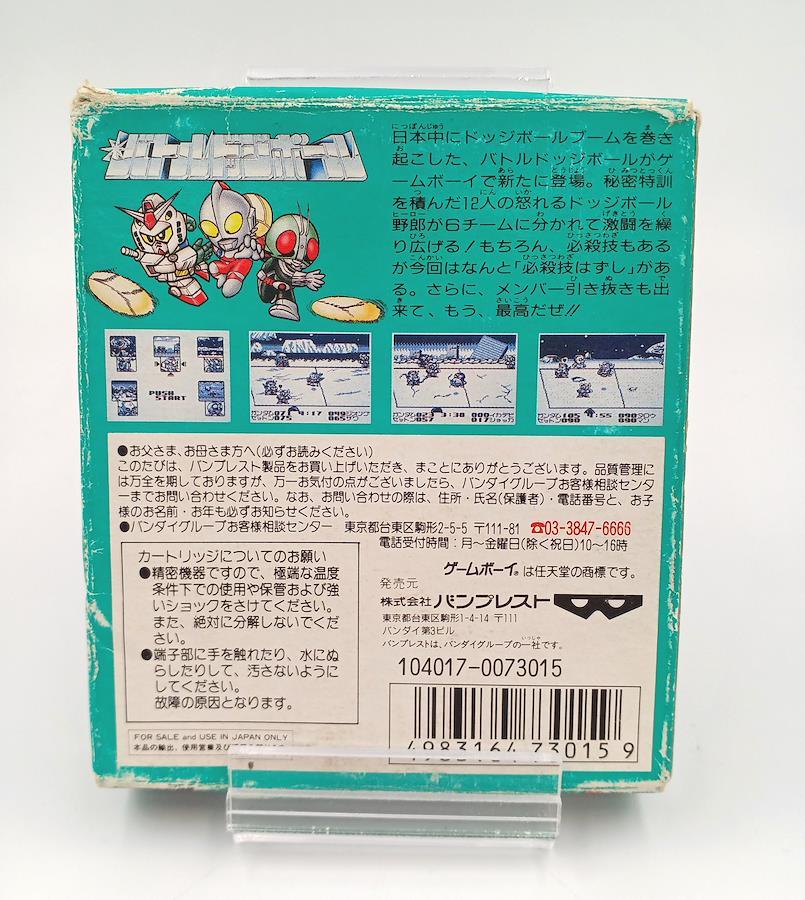 バトルドッジボール
日本中にドッジボールブームを巻き
起こした、バトルドッジボールがゲ
ームボーイで新たに登場。秘密特訓
を積んだ12人の怒れるドッジボール
野郎が6チームに分かれて激闘を繰
り広げる!もちろん、必殺技もある
が今回はなんと「必殺技はずし」があ
る。さらに、メンバー引き抜きも出
来て、もう、最高だぜ!!
PUSH
START
●お父さま、お母さま方へ(必ずお読みください)
このたびは、バンプレスト製品をお買い上げいただき、まことにありがとうございます。品質管理に
は万全を期しておりますが、万一お気付の点がございましたら、バンダイグループお客様相談センタ
ーまでお問い合わせください。なお、お問い合わせの際は、住所・氏名(保護者)・電話番号と、お子
様のお名前・お年も必ずお知らせください。
●バンダイグループお客様相談センター 東京都台東区駒形2-5-5 〒111-81 ☎03-3847-6666
電話受付時間:月〜金曜日(除く祝日)10〜16時
カートリッジについてのお願い
●精密機器ですので、極端な温度
条件下での使用や保管および強
いショックをさけてください。
また、絶対に分解しないでくだ
さい。
●端子部に手を触れたり、水にぬ
らしたりして、汚さないように
してください。
故障の原因となります。
ゲームボーイ®は任天堂の商標です。
発売元
株式会社バンプレスト
東京都台東区駒形1-4-14 〒111
バンダイ第3ビル
バンプレストは、バンダイグループの一社です。
104017-0073015
4983164730159
FOR SALE and USE IN JAPAN ONLY
本品の輸出、使用営業及び